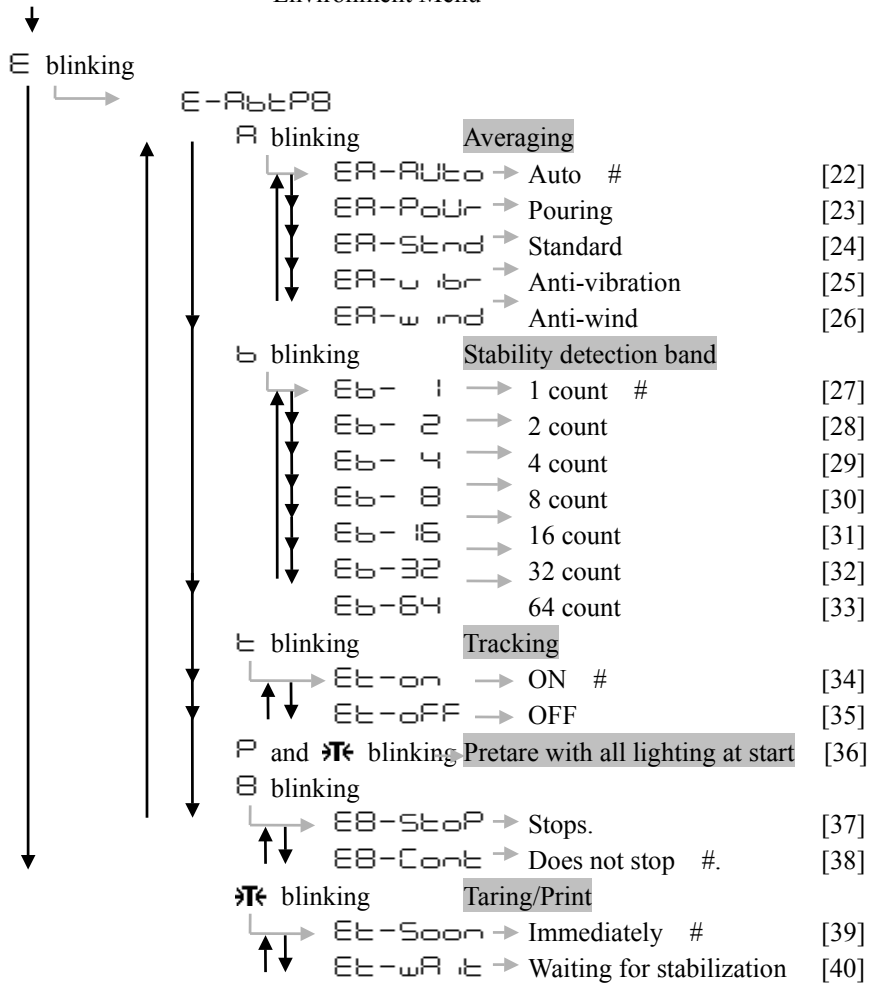 Environment Menu
E blinking
E-AbtP8
A blinking Averaging
EA-AUto Auto # [22]
EA-PoUr Pouring [23]
EA-Stnd Standard [24]
EA-vibr Anti-vibration [25]
EA-wind Anti-wind [26]
b blinking Stability detection band
Eb- 1 1 count # [27]
Eb- 2 2 count [28]
Eb- 4 4 count [29]
Eb- 8 8 count [30]
Eb- 16 16 count [31]
Eb-32 32 count [32]
Eb-64 64 count [33]
t blinking Tracking
Et-on ON # [34]
Et-oFF OFF [35]
P and →T← blinking Pretare with all lighting at start [36]
8 blinking
E8-StoP Stops. [37]
E8-Cont Does not stop #. [38]
→T← blinking Taring/Print
Et-Soon Immediately # [39]
Et-wAit Waiting for stabilization [40]